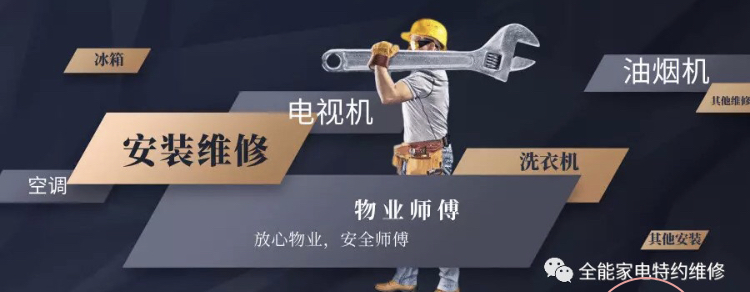 冰箱
油烟机
电视机
其他维修
安装维修
洗衣机
空调
物业师傅
放心物业，安全师傅
其他安装
全能家电特约维修